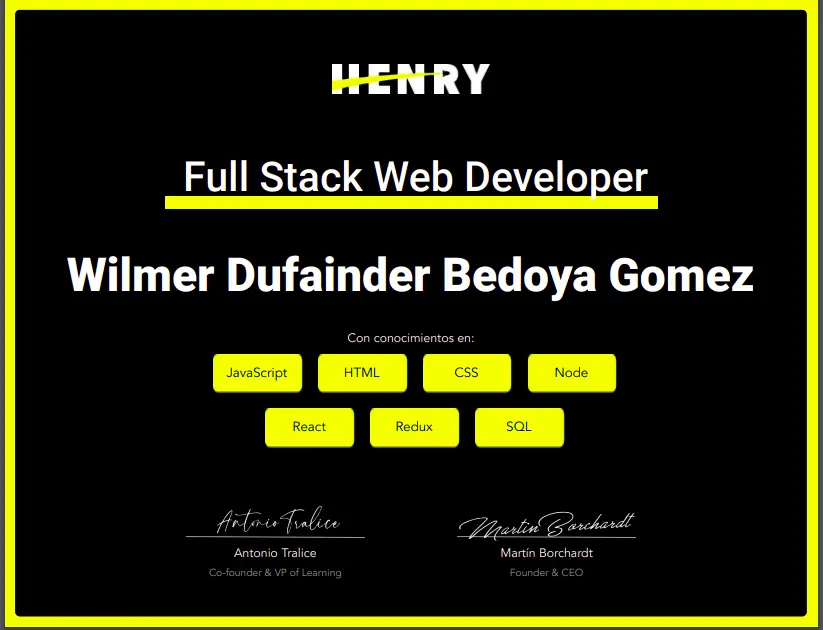 HENRY
Full Stack Web Developer
Wilmer Dufainder Bedoya Gomez
Con conocimientos en:
JavaScript HTML CSS Node
React Redux SQL
Antonio Tralice Martin Borchardt
Antonio Tralice Martín Borchardt
Co-founder & VP of Learning Founder & CEO